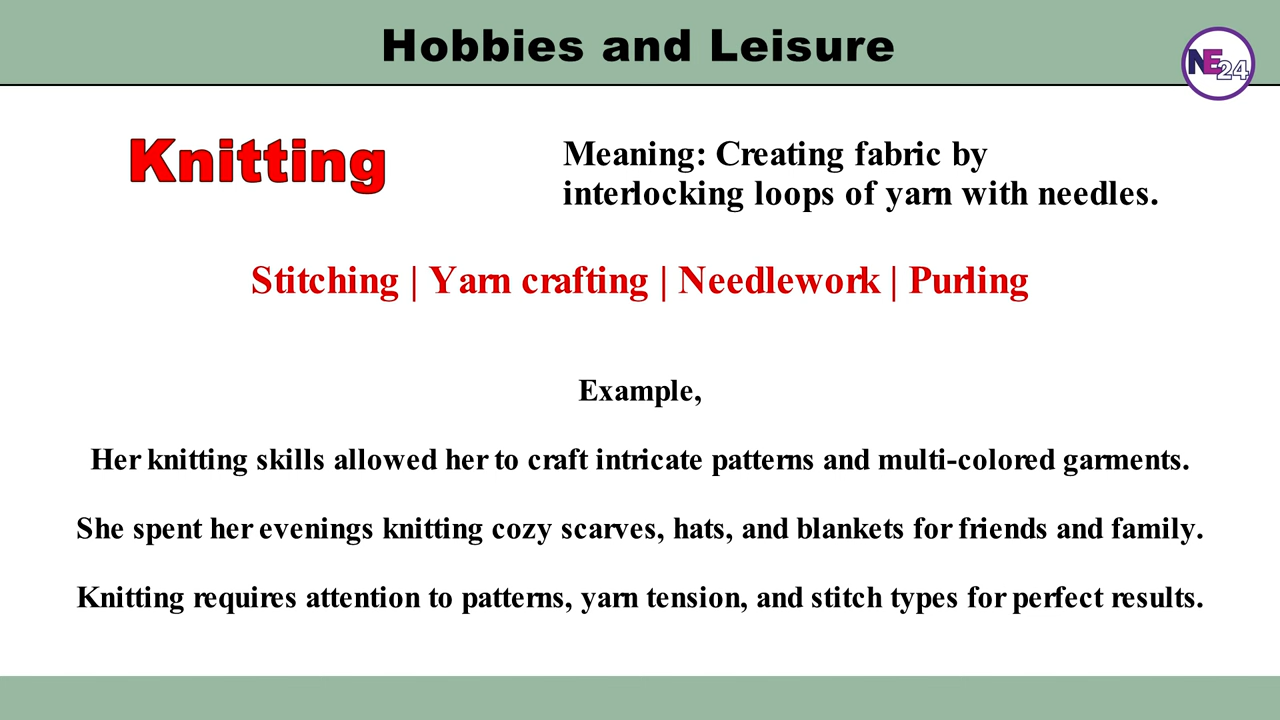 Hobbies and Leisure
NE24
Knitting
Meaning: Creating fabric by
interlocking loops of yarn with needles.
Stitching | Yarn crafting | Needlework | Purling
Example,
Her knitting skills allowed her to craft intricate patterns and multi-colored garments.
She spent her evenings knitting cozy scarves, hats, and blankets for friends and family.
Knitting requires attention to patterns, yarn tension, and stitch types for perfect results.